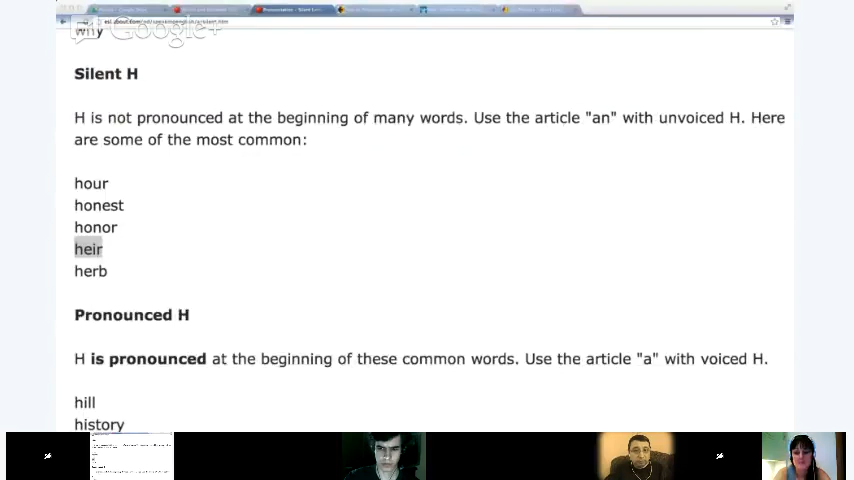 why
Google+
Silent H
H is not pronounced at the beginning of many words. Use the article "an" with unvoiced H. Here
are some of the most common:
hour
honest
honor
heir
herb
Pronounced H
H is pronounced at the beginning of these common words. Use the article "a" with voiced H.
hill
history